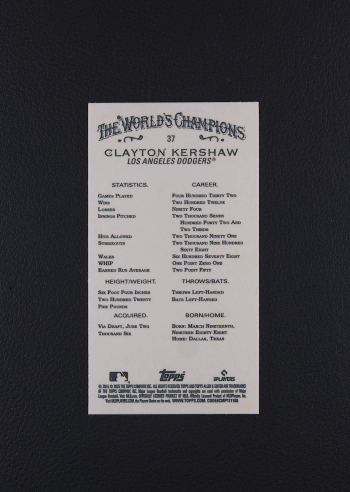 THE WORLD'S CHAMPIONS
37
CLAYTON KERSHAW
LOS ANGELES DODGERS®
STATISTICS. CAREER.
GAMES PLAYED FOUR HUNDRED THIRTY TWO
WINS TWO HUNDRED TWELVE
LOSSES NINETY FOUR
INNINGS PITCHED TWO THOUSAND SEVEN
HUNDRED FORTY TWO AND
TWO THIRDS
HITS ALLOWED TWO THOUSAND NINETY ONE
STRIKEOUTS TWO THOUSAND NINE HUNDRED
SIXTY EIGHT
WALKS SIX HUNDRED SEVENTY EIGHT
WHIP ONE POINT ZERO ONE
EARNED RUN AVERAGE TWO POINT FIFTY
HEIGHT/WEIGHT. THROWS/BATS.
SIX FOOT FOUR INCHES THROWS LEFT-HANDED
TWO HUNDRED TWENTY BATS LEFT-HANDED
FIVE POUNDS
ACQUIRED. BORN/HOME.
VIA DRAFT, JUNE TWO BORN: MARCH NINETEENTH,
THOUSAND SIX NINETEEN EIGHTY EIGHT
HOME: DALLAS, TEXAS
Topps
PLAYERS